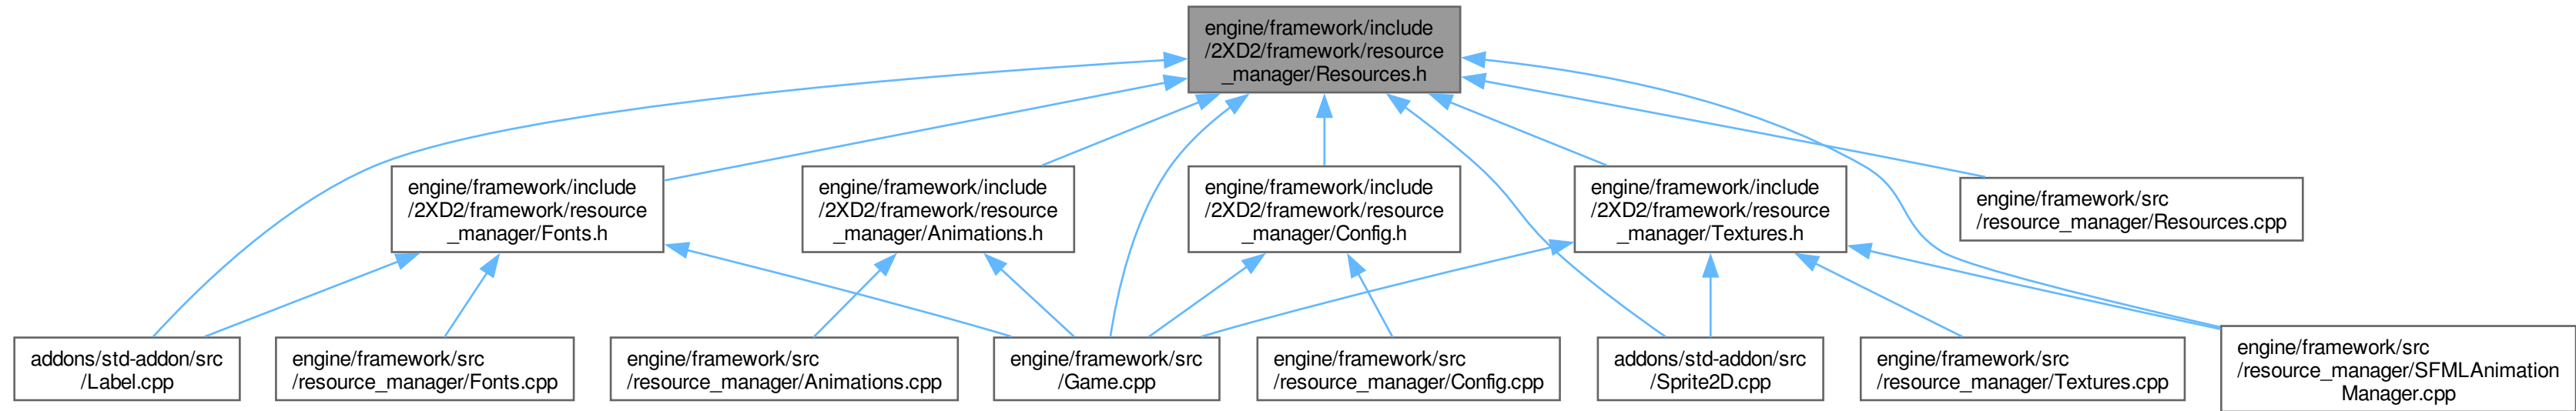 engine/framework/include
/2XD2/framework/resource
_manager/Resources.h
engine/framework/include
/2XD2/framework/resource
_manager/Fonts.h
engine/framework/include
/2XD2/framework/resource
_manager/Animations.h
engine/framework/include
/2XD2/framework/resource
_manager/Config.h
engine/framework/include
/2XD2/framework/resource
_manager/Textures.h
engine/framework/src
/resource_manager/Resources.cpp
addons/std-addon/src
/Label.cpp
engine/framework/src
/resource_manager/Fonts.cpp
engine/framework/src
/resource_manager/Animations.cpp
engine/framework/src
/Game.cpp
engine/framework/src
/resource_manager/Config.cpp
addons/std-addon/src
/Sprite2D.cpp
engine/framework/src
/resource_manager/Textures.cpp
engine/framework/src
/resource_manager/SFMLAnimation
Manager.cpp